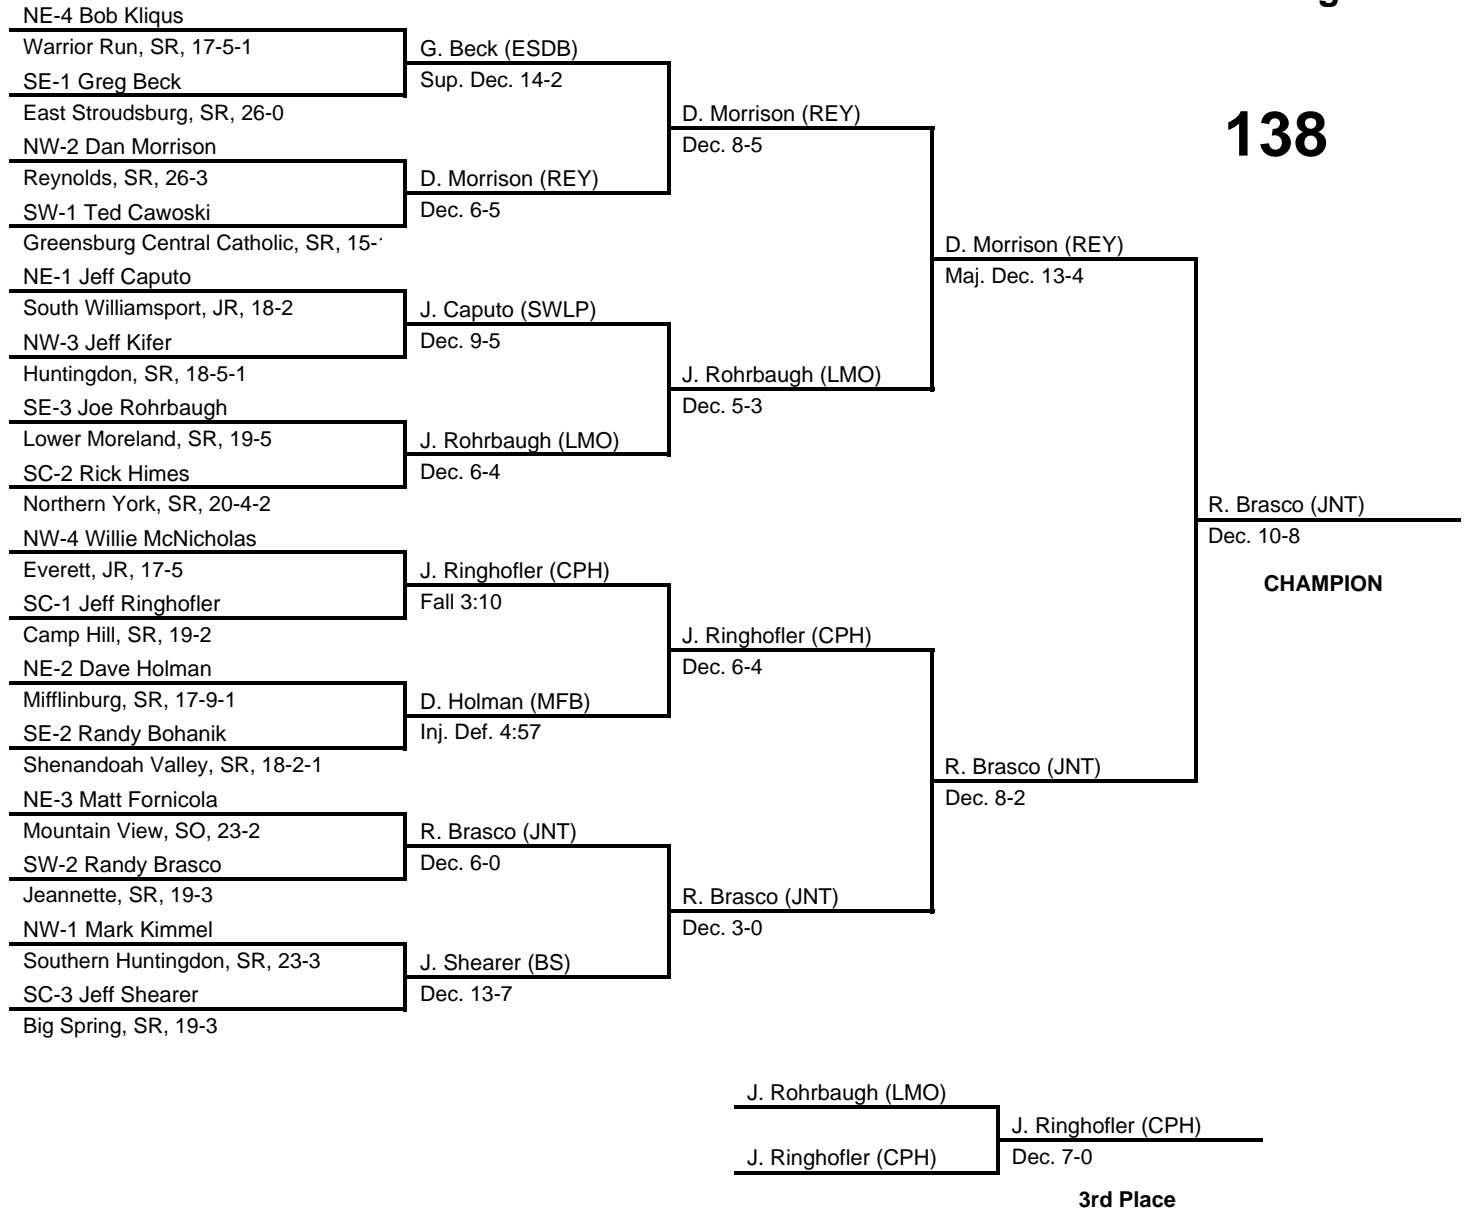 NE-4 Bob Kliqus
Warrior Run, SR, 17-5-1
SE-1 Greg Beck
East Stroudsburg, SR, 26-0
NW-2 Dan Morrison
Reynolds, SR, 26-3
SW-1 Ted Cawoski
Greensburg Central Catholic, SR,
NE-1 Jeff Caputo
South Williamsport, JR, 18-2
NW-3 Jeff Kifer
Huntingdon, SR, 18-5-1
SE-3 Joe Rohrbaugh
Lower Moreland, SR, 19-5
SC-2 Rick Himes
Northern York, SR, 20-4-2
NW-4 Willie McNicholas
Everett, JR, 17-5
SC-1 Jeff Ringhofler
Camp Hill, SR, 19-2
NE-2 Dave Holman
Mifflinburg, SR, 17-9-1
SE-2 Randy Bohanik
Shenandoah Valley, SR, 18-2-1
NE-3 Matt Fornicola
Mountain View, SO, 23-2
SW-2 Randy Brasco
Jeannette, SR, 19-3
NW-1 Mark Kimmel
Southern Huntingdon, SR, 23-3
SC-3 Jeff Shearer
Big Spring, SR, 19-3
G. Beck (ESDB)
Sup. Dec. 14-2
D. Morrison (REY)
Dec. 6-5
J. Caputo (SWLP)
Dec. 9-5
J. Rohrbaugh (LMO)
Dec. 6-4
J. Ringhofler (CPH)
Fall 3:10
D. Holman (MFB)
Inj. Def. 4:57
R. Brasco (JNT)
Dec. 6-0
J. Shearer (BS)
Dec. 13-7
D. Morrison (REY)
Dec. 8-5
J. Rohrbaugh (LMO)
Dec. 5-3
J. Ringhofler (CPH)
Dec. 6-4
R. Brasco (JNT)
Dec. 3-0
D. Morrison (REY)
Maj. Dec. 13-4
R. Brasco (JNT)
Dec. 8-2
138
R. Brasco (JNT)
Dec. 10-8
CHAMPION
J. Rohrbaugh (LMO)
J. Ringhofler (CPH)
J. Ringhofler (CPH)
Dec. 7-0
3rd Place